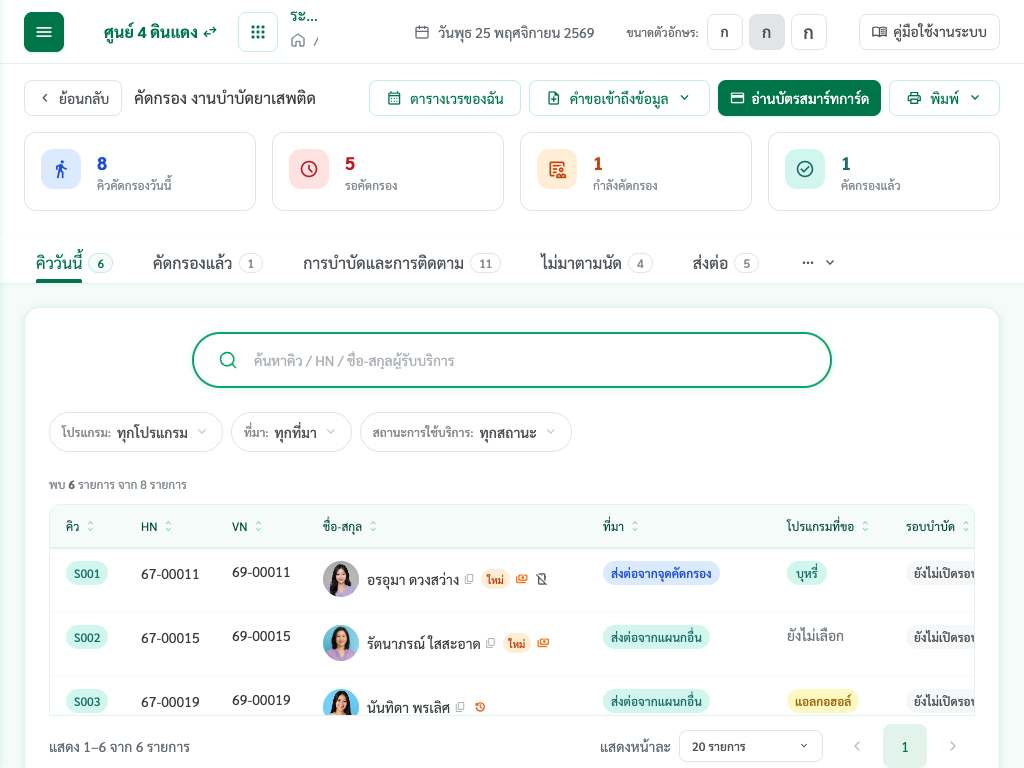 ศูนย์ 4 ดินแดง
ระ...
/
วันพุธ 25 พฤศจิกายน 2569
ขนาดตัวอักษร:
ก
ก
ก
คู่มือใช้งานระบบ
ย้อนกลับ
คัดกรอง งานบำบัดยาเสพติด
ตารางเวรของฉัน
คำขอเข้าถึงข้อมูล
อ่านบัตรสมาร์ทการ์ด
พิมพ์
8
คิวคัดกรองวันนี้
5
รอคัดกรอง
1
กำลังคัดกรอง
1
คัดกรองแล้ว
คิววันนี้ 6
คัดกรองแล้ว 1
การบำบัดและการติดตาม 11
ไม่มาตามนัด 4
ส่งต่อ 5
ค้นหาคิว / HN / ชื่อ-สกุลผู้รับบริการ
โปรแกรม: ทุกโปรแกรม
ที่มา: ทุกที่มา
สถานะการใช้บริการ: ทุกสถานะ
พบ 6 รายการ จาก 8 รายการ
คิว HN VN ชื่อ-สกุล ที่มา โปรแกรมที่ขอ รอบบำบัด
S001 67-00011 69-00011 อรอุมา ดวงสว่าง ใหม่ ส่งต่อจากจุดคัดกรอง บุหรี่ ยังไม่เปิดรอบ
S002 67-00015 69-00015 รัตนาภรณ์ ใสสะอาด ใหม่ ส่งต่อจากแผนกอื่น ยังไม่เลือก ยังไม่เปิดรอบ
S003 67-00019 69-00019 นันทิดา พรเลิศ ส่งต่อจากแผนกอื่น แอลกอฮอล์ ยังไม่เปิดรอบ
แสดง 1–6 จาก 6 รายการ
แสดงหน้าละ
20 รายการ
1